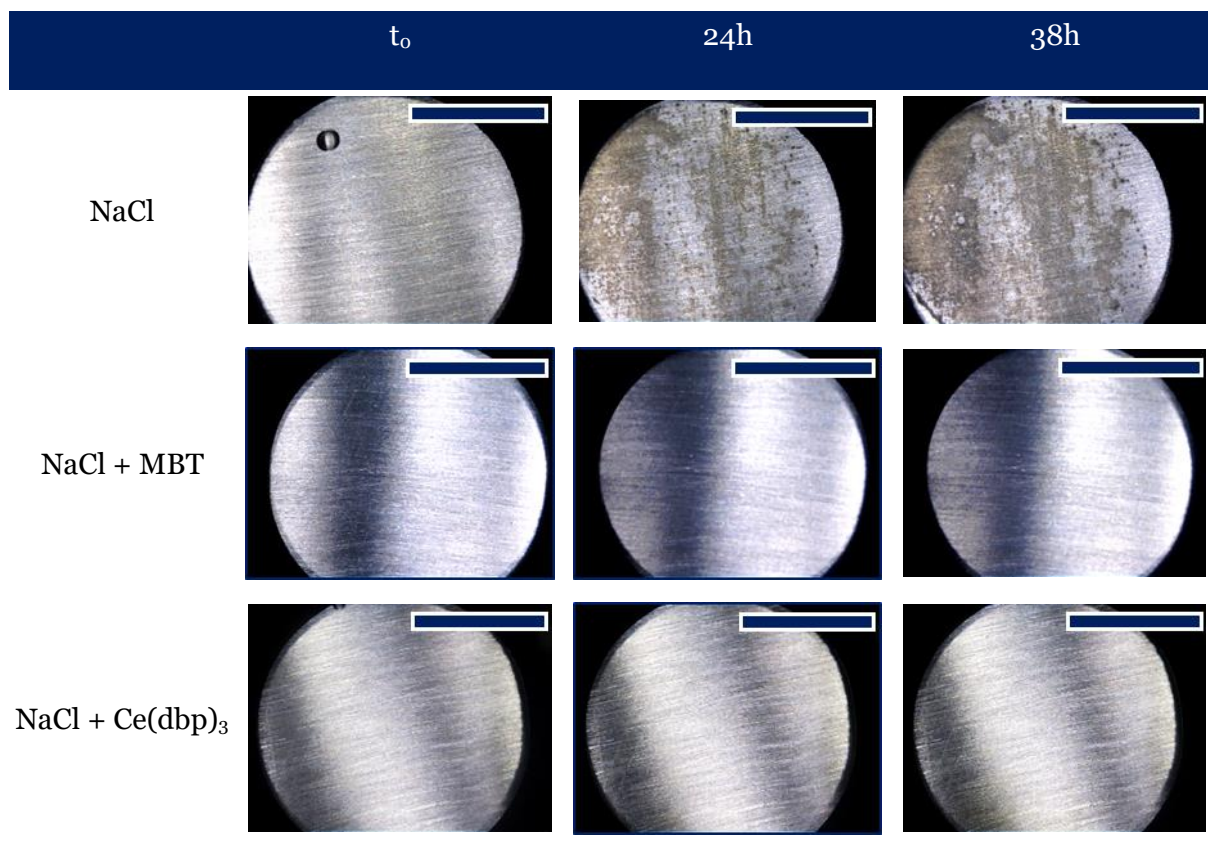 t₀ 24h 38h
NaCl
NaCl + MBT
NaCl + Ce(dbp)₃